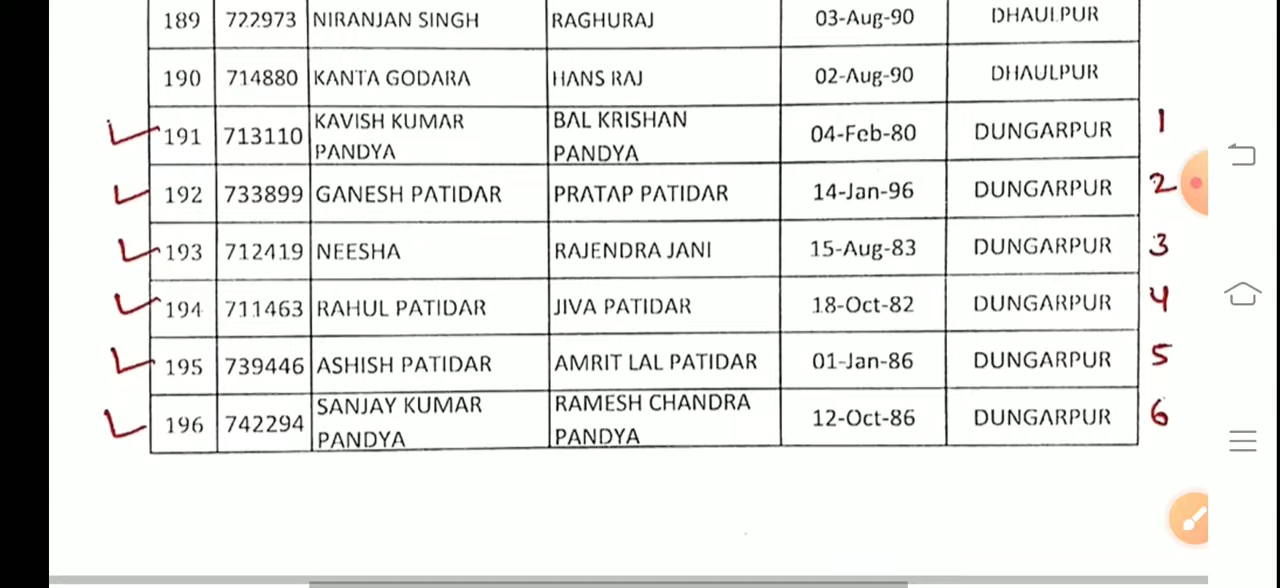 189 722973 NIRANJAN SINGH RAGHURAJ 03-Aug-90 DHAULPUR
190 714880 KANTA GODARA HANS RAJ 02-Aug-90 DHAULPUR
191 713110 KAVISH KUMAR PANDYA BAL KRISHAN PANDYA 04-Feb-80 DUNGARPUR 1
192 733899 GANESH PATIDAR PRATAP PATIDAR 14-Jan-96 DUNGARPUR 2
193 712419 NEESHA RAJENDRA JANI 15-Aug-83 DUNGARPUR 3
194 711463 RAHUL PATIDAR JIVA PATIDAR 18-Oct-82 DUNGARPUR 4
195 739446 ASHISH PATIDAR AMRIT LAL PATIDAR 01-Jan-86 DUNGARPUR 5
196 742294 SANJAY KUMAR PANDYA RAMESH CHANDRA PANDYA 12-Oct-86 DUNGARPUR 6